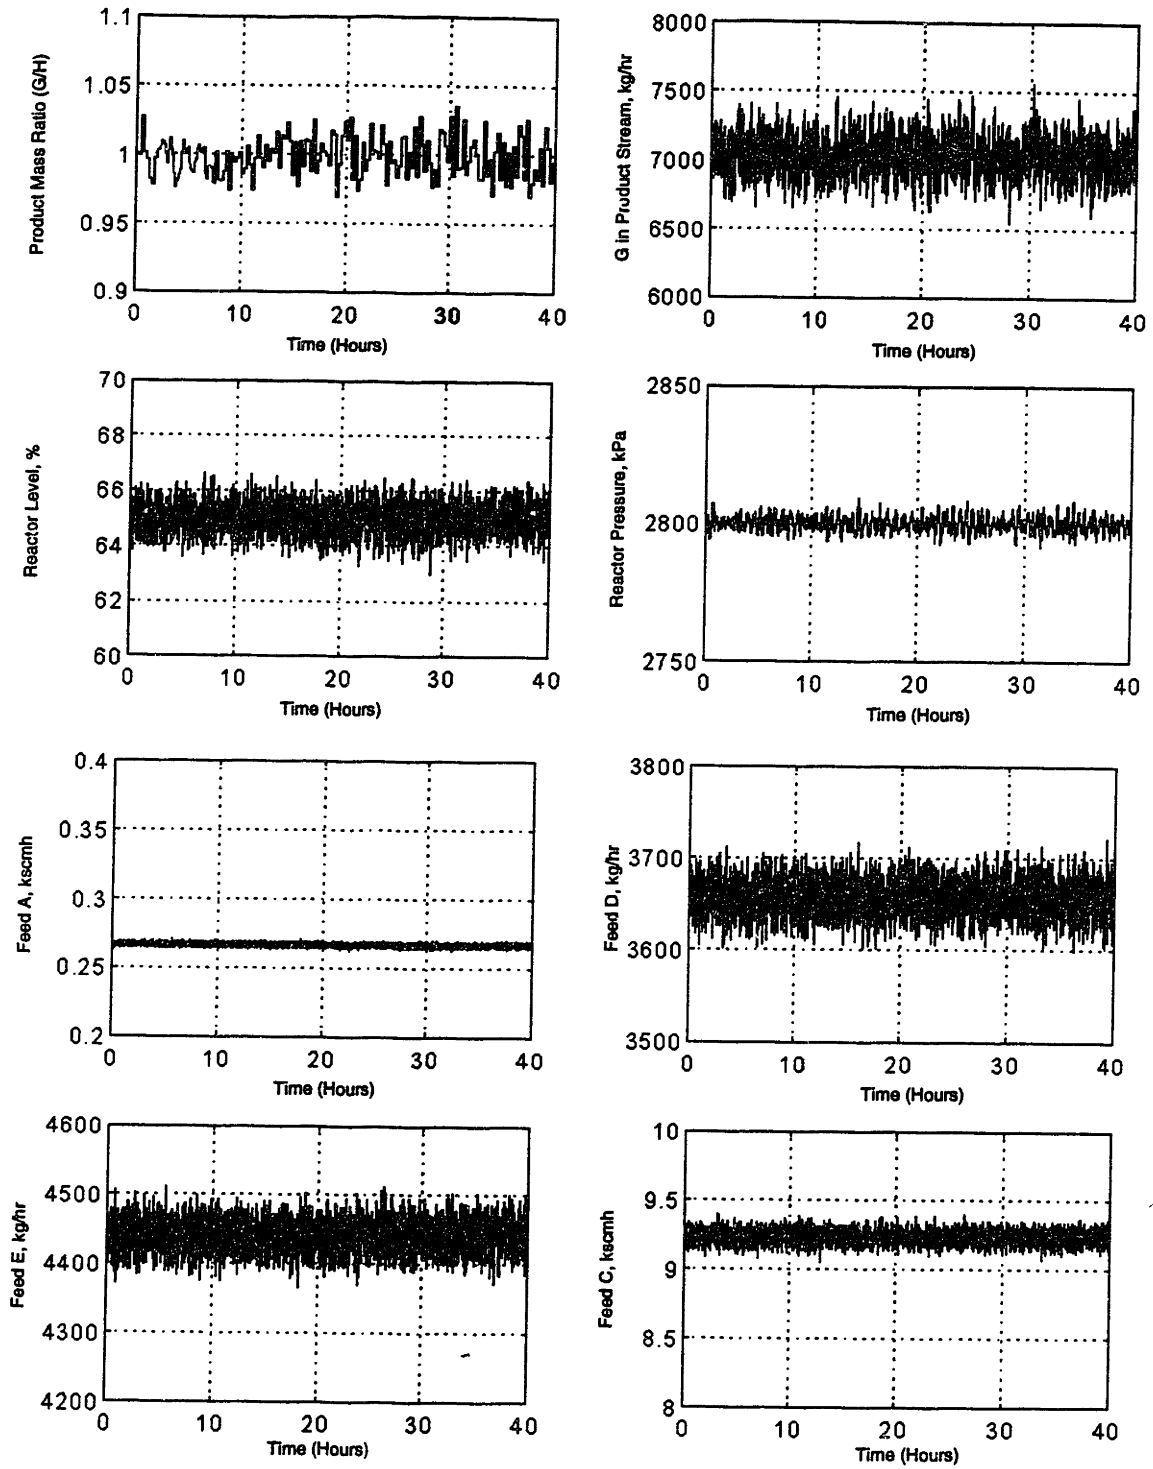 1.1
1.05
1
0.95
0.9
Product Mass Ratio (G/H)
0 10 20 30 40
Time (Hours)
8000
7500
7000
6500
6000
G in Product Stream, kg/hr
0 10 20 30 40
Time (Hours)
70
68
66
64
62
60
Reactor Level, %
0 10 20 30 40
Time (Hours)
2850
2800
2750
Reactor Pressure, kPa
0 10 20 30 40
Time (Hours)
0.4
0.35
0.3
0.25
0.2
Feed A, kscmh
0 10 20 30 40
Time (Hours)
3800
3700
3600
3500
Feed D, kg/hr
0 10 20 30 40
Time (Hours)
4600
4500
4400
4300
4200
Feed E, kg/hr
0 10 20 30 40
Time (Hours)
10
9.5
9
8.5
8
Feed C, kscmh
0 10 20 30 40
Time (Hours)